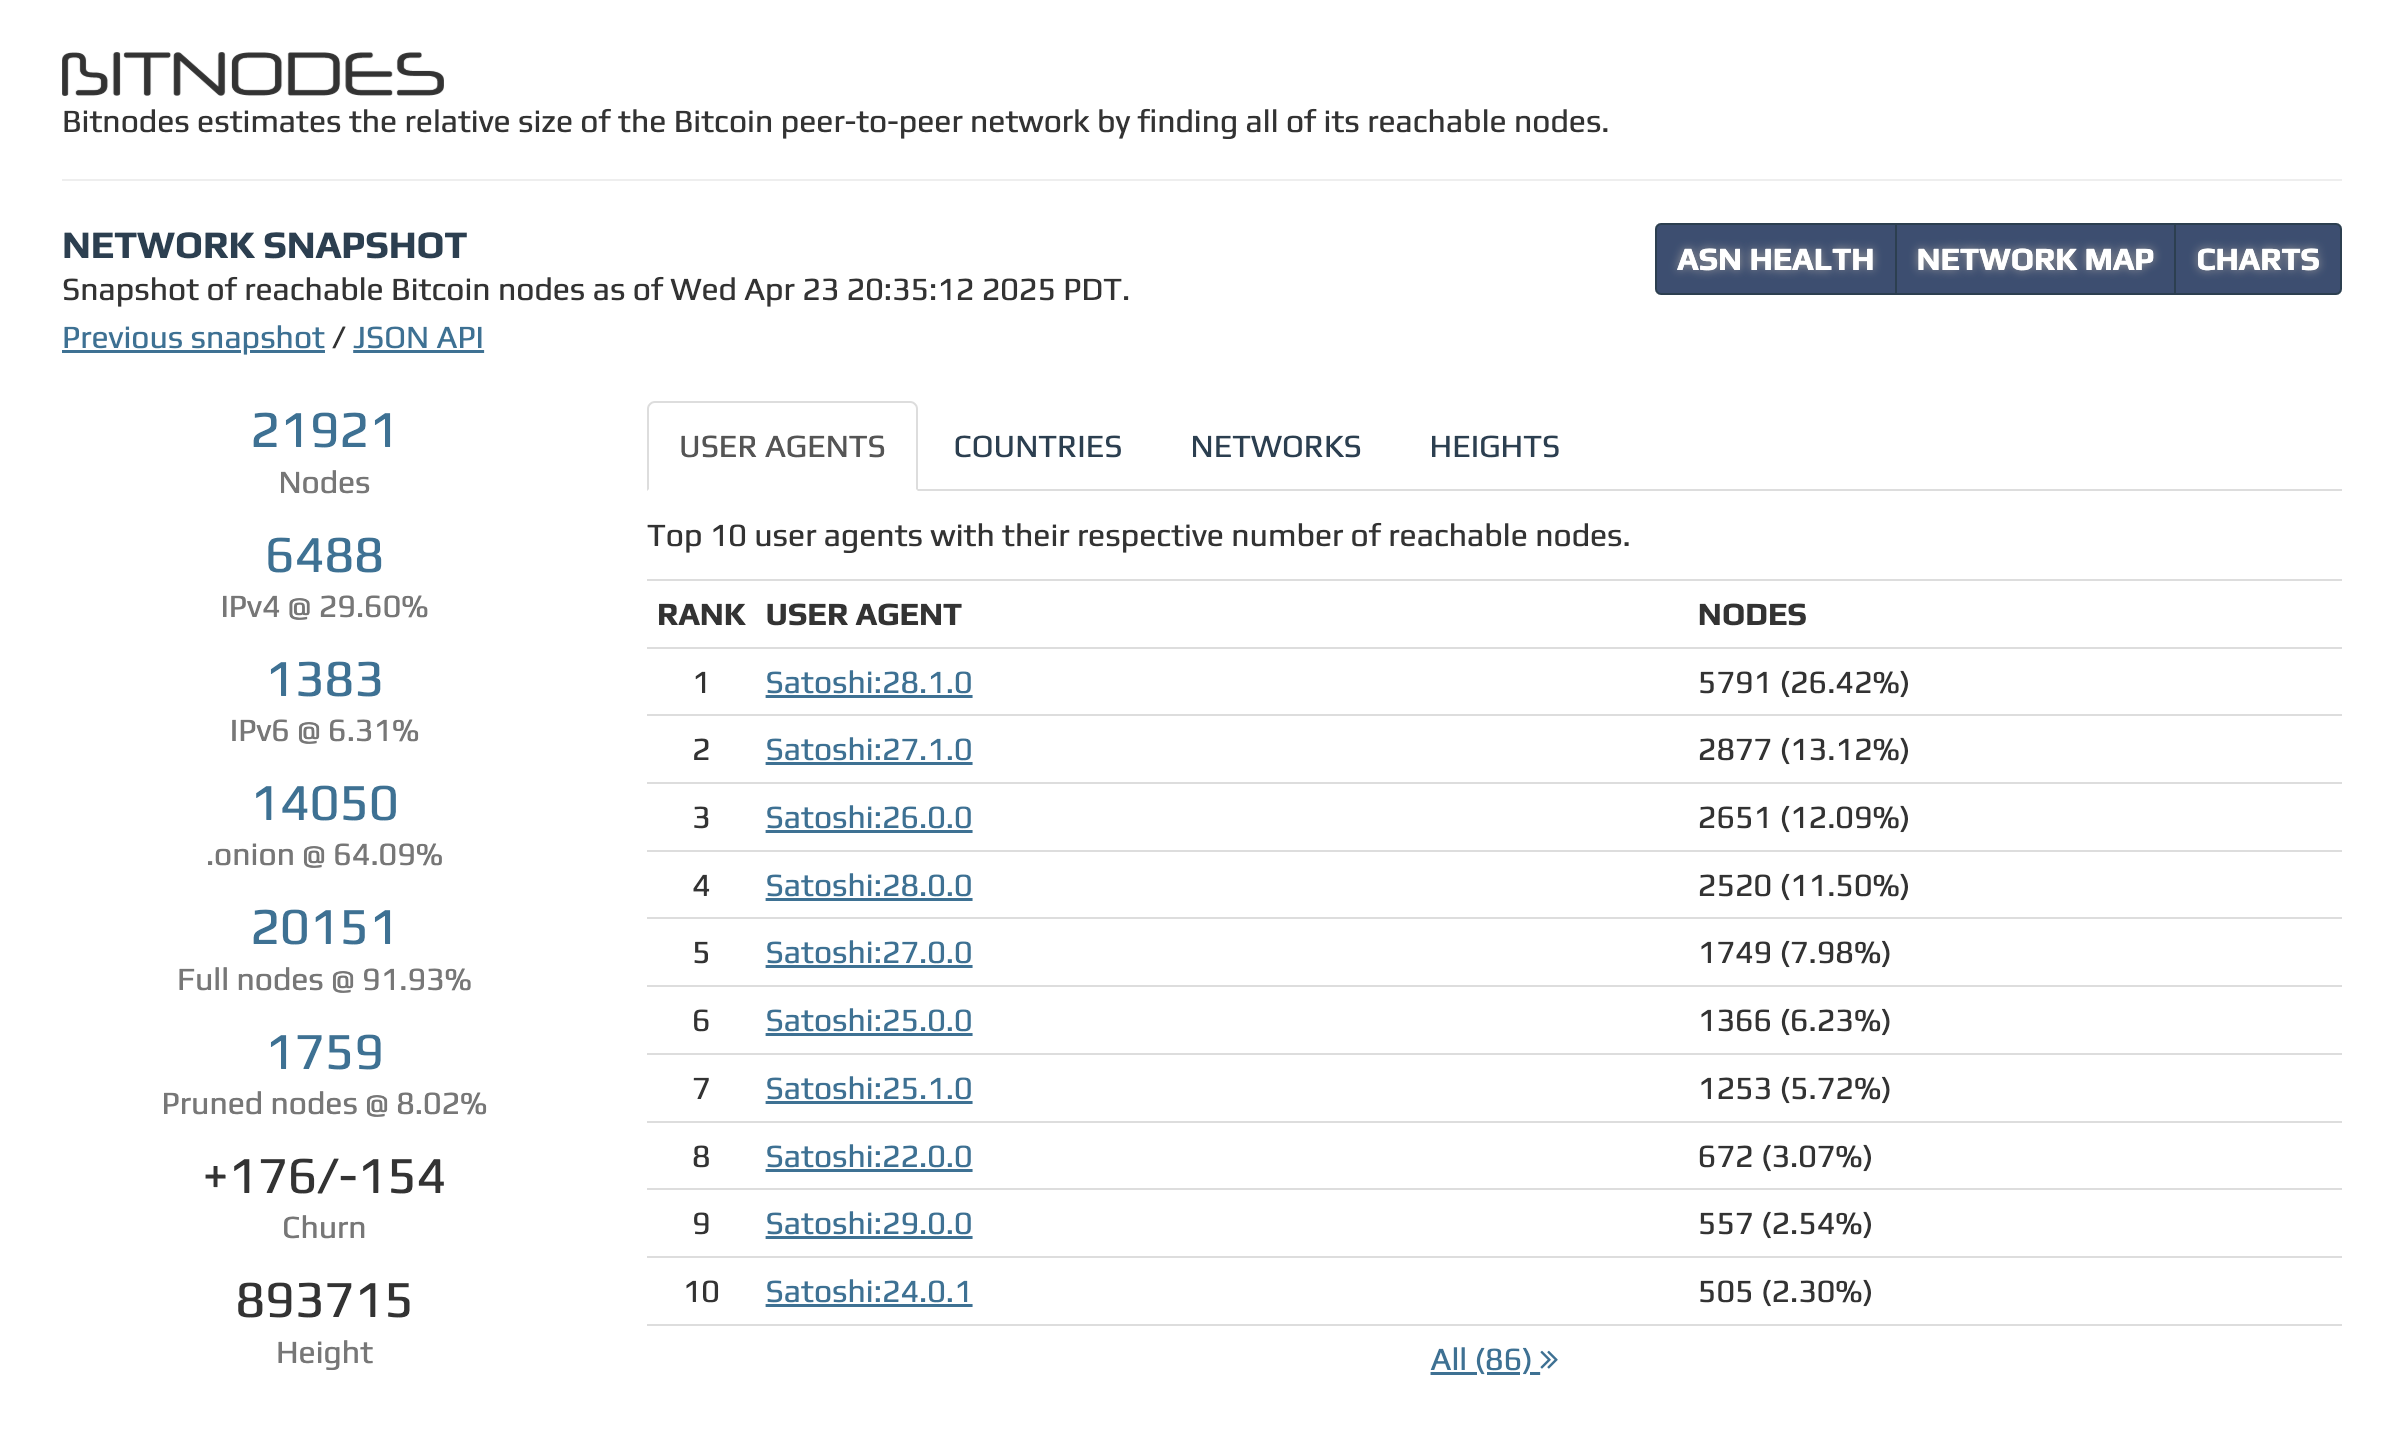 BITNODES
Bitnodes estimates the relative size of the Bitcoin peer-to-peer network by finding all of its reachable nodes.
NETWORK SNAPSHOT
Snapshot of reachable Bitcoin nodes as of Wed Apr 23 20:35:12 2025 PDT.
Previous snapshot / JSON API
ASN HEALTH NETWORK MAP CHARTS
21921
Nodes
6488
IPv4 @ 29.60%
1383
IPv6 @ 6.31%
14050
.onion @ 64.09%
20151
Full nodes @ 91.93%
1759
Pruned nodes @ 8.02%
+176/-154
Churn
893715
Height
USER AGENTS COUNTRIES NETWORKS HEIGHTS
Top 10 user agents with their respective number of reachable nodes.
RANK USER AGENT NODES
1 Satoshi:28.1.0 5791 (26.42%)
2 Satoshi:27.1.0 2877 (13.12%)
3 Satoshi:26.0.0 2651 (12.09%)
4 Satoshi:28.0.0 2520 (11.50%)
5 Satoshi:27.0.0 1749 (7.98%)
6 Satoshi:25.0.0 1366 (6.23%)
7 Satoshi:25.1.0 1253 (5.72%)
8 Satoshi:22.0.0 672 (3.07%)
9 Satoshi:29.0.0 557 (2.54%)
10 Satoshi:24.0.1 505 (2.30%)
All (86) »